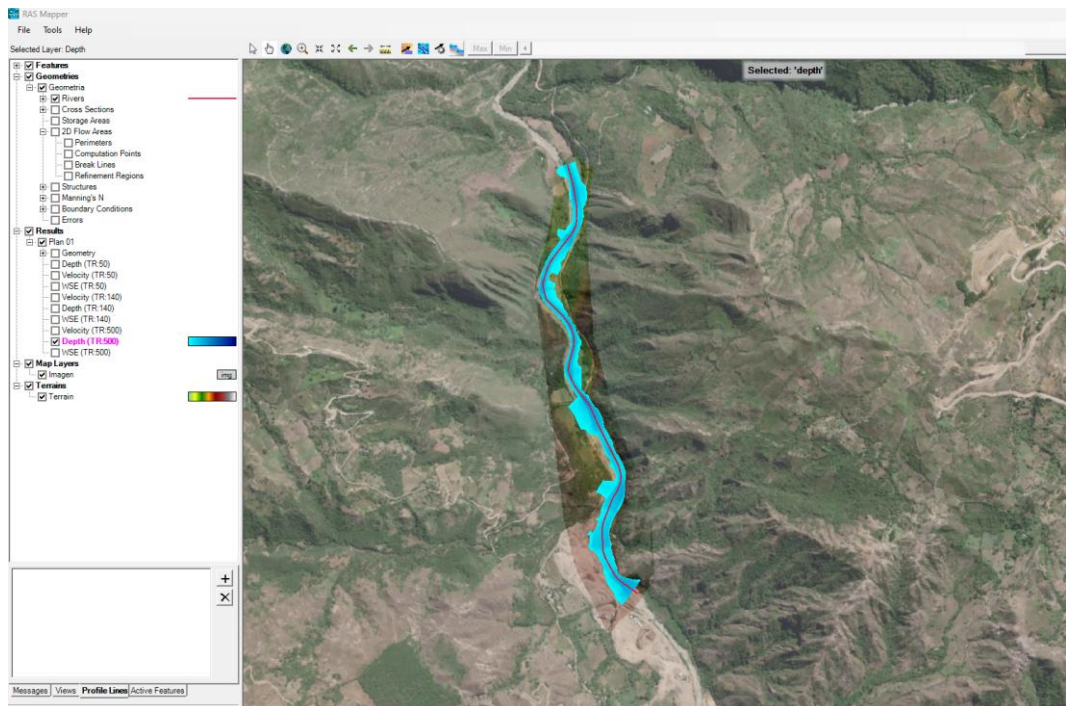 RAS Mapper
File Tools Help
Selected Layer: Depth
Max Min
Selected: 'depth'
Features
Geometries
Geometria
Rivers
Cross Sections
Storage Areas
2D Flow Areas
Perimeters
Computation Points
Break Lines
Refinement Regions
Structures
Manning's N
Boundary Conditions
Errors
Results
Plan 01
Geometry
Depth (TR:50)
Velocity (TR:50)
WSE (TR:50)
Velocity (TR:140)
Depth (TR:140)
WSE (TR:140)
Velocity (TR:500)
Depth (TR:500)
WSE (TR:500)
Map Layers
Imagen
img
Terrains
Terrain
Messages Views Profile Lines Active Features